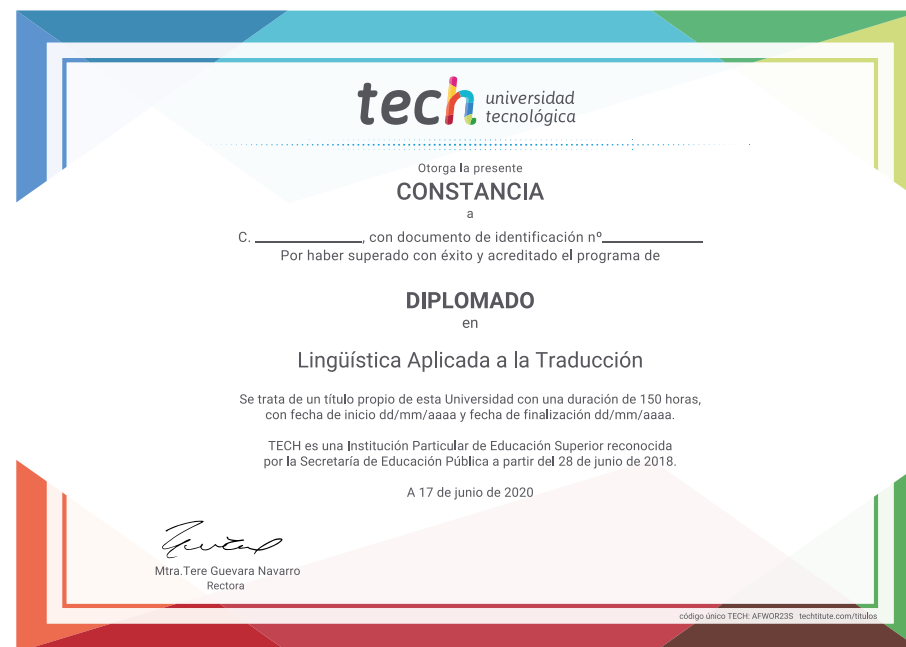 tech universidad
tecnológica
Otorga la presente
CONSTANCIA
a
C. ______________, con documento de identificación nº_____________
Por haber superado con éxito y acreditado el programa de
DIPLOMADO
en
Lingüística Aplicada a la Traducción
Se trata de un título propio de esta Universidad con una duración de 150 horas,
con fecha de inicio dd/mm/aaaa y fecha de finalización dd/mm/aaaa.
TECH es una Institución Particular de Educación Superior reconocida
por la Secretaría de Educación Pública a partir del 28 de junio de 2018.
A 17 de junio de 2020
Mtra.Tere Guevara Navarro
Rectora
código único TECH: AFWOR23S techtitute.com/titulos